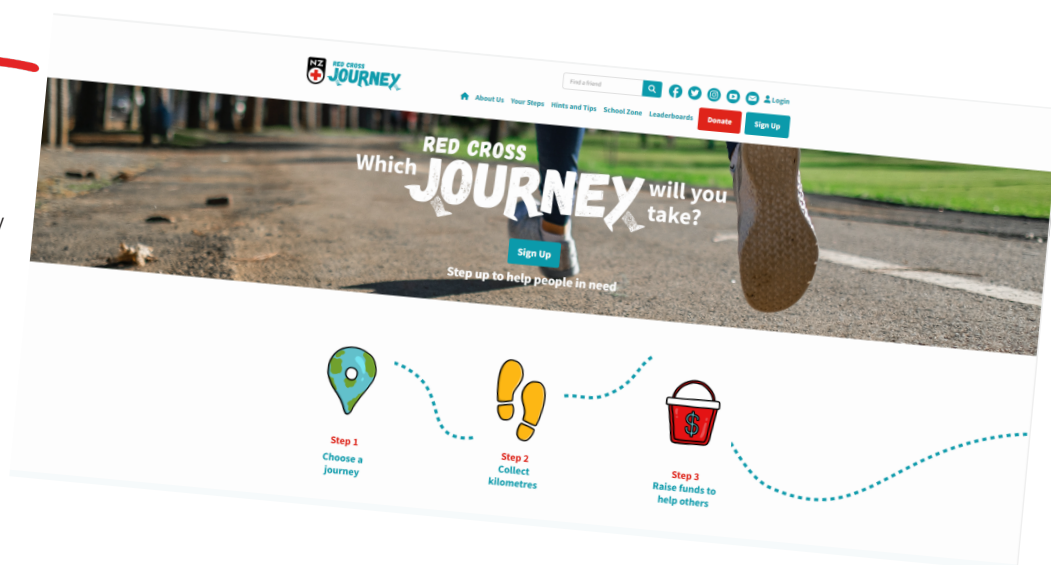 NZ
RED CROSS
JOURNEY
Find a friend
Login
About Us Your Steps Hints and Tips School Zone Leaderboards Donate Sign Up
RED CROSS
Which JOURNEY will you
take?
Sign Up
Step up to help people in need
Step 1
Choose a
journey
Step 2
Collect
kilometres
$
Step 3
Raise funds to
help others